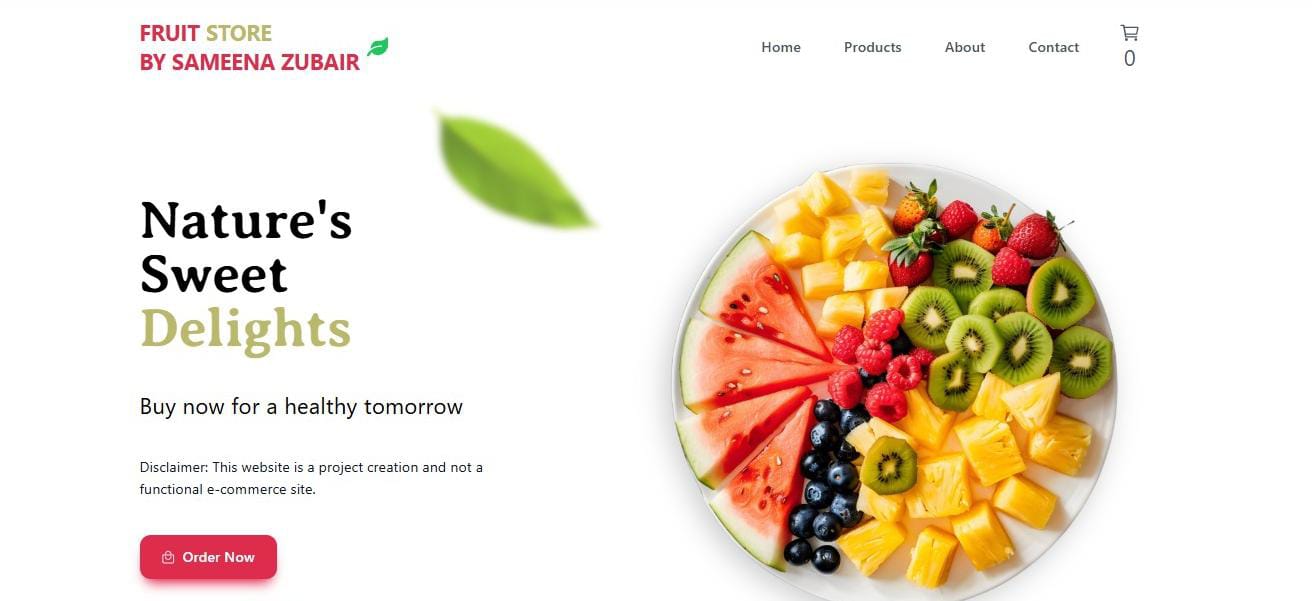 FRUIT STORE
BY SAMEENA ZUBAIR
Home
Products
About
Contact
0
Nature's
Sweet
Delights
Buy now for a healthy tomorrow
Disclaimer: This website is a project creation and not a
functional e-commerce site.
Order Now